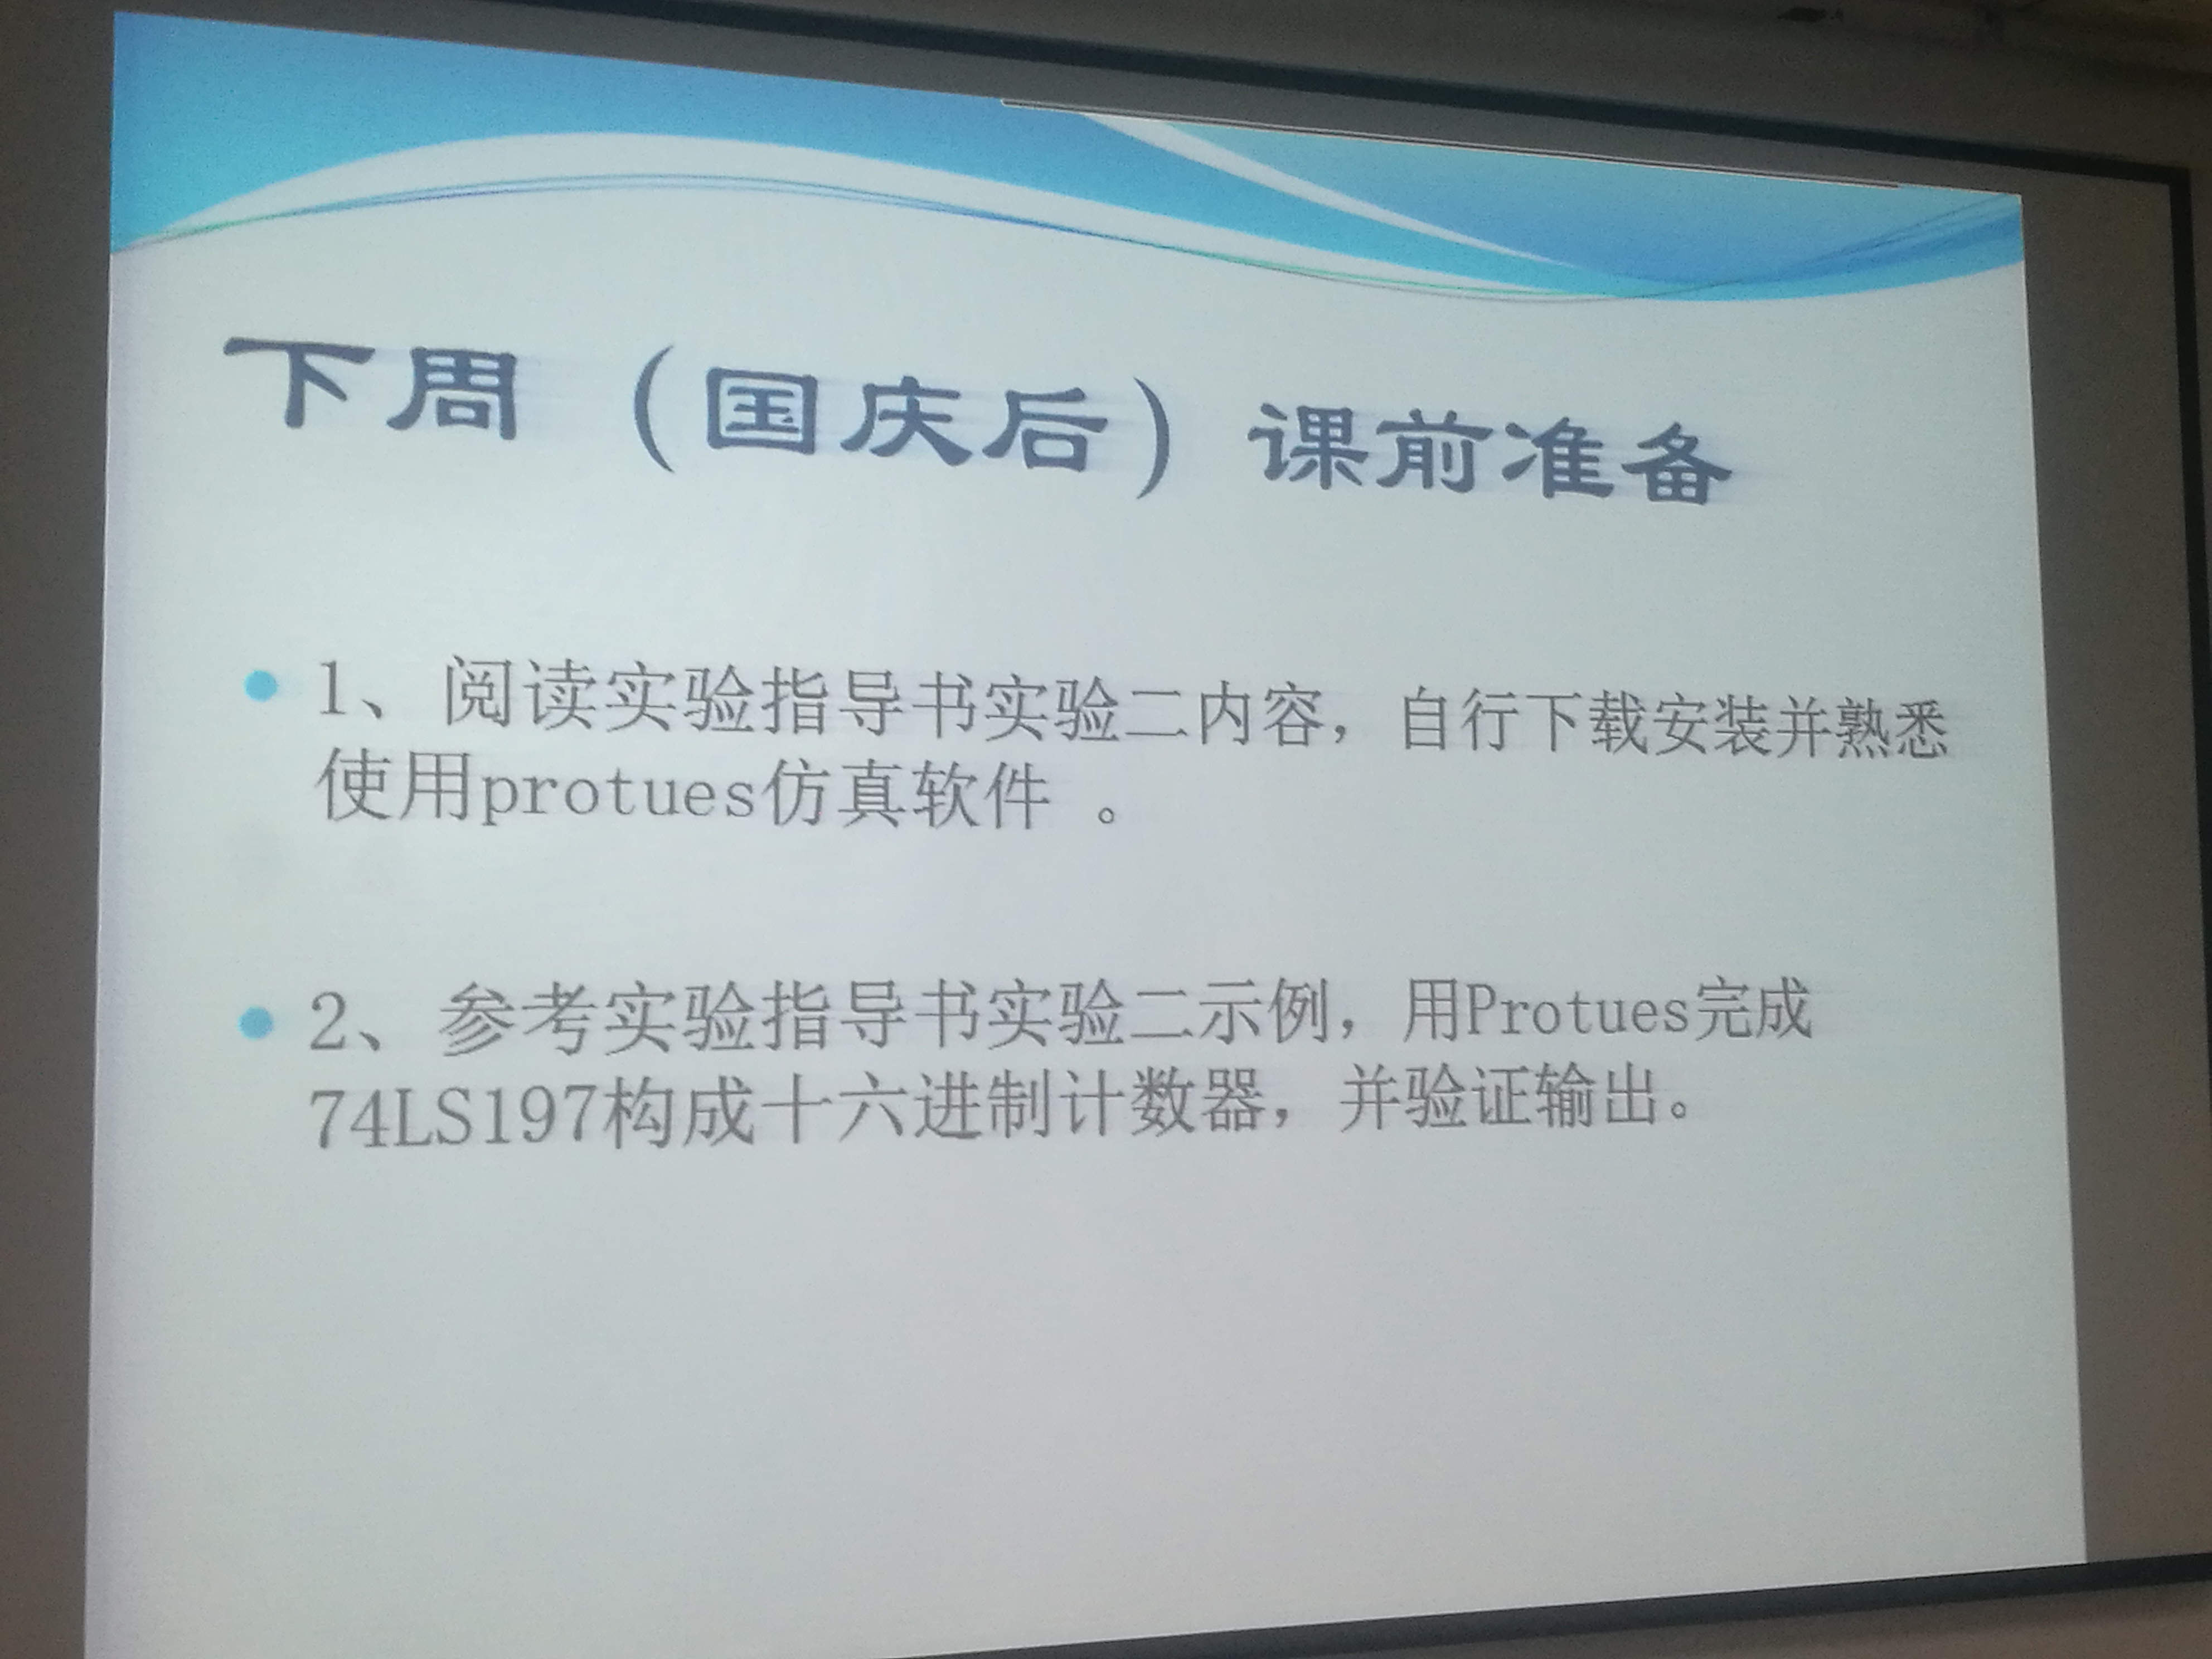 下周（国庆后）课前准备
1、阅读实验指导书实验二内容，自行下载安装并熟悉
使用protues仿真软件 。
2、参考实验指导书实验二示例，用Protues完成
74LS197构成十六进制计数器，并验证输出。